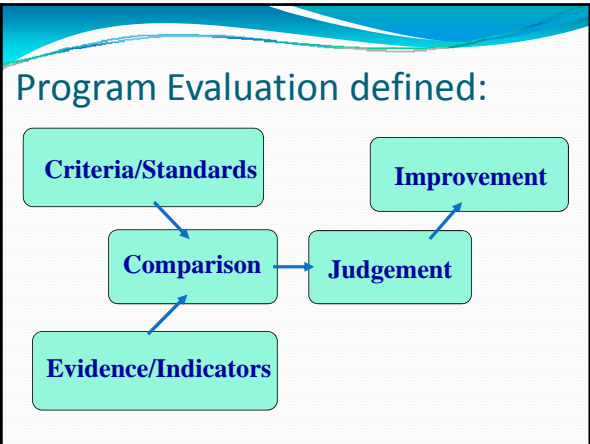 Program Evaluation defined:
Criteria/Standards
Improvement
Comparison
Judgement
Evidence/Indicators